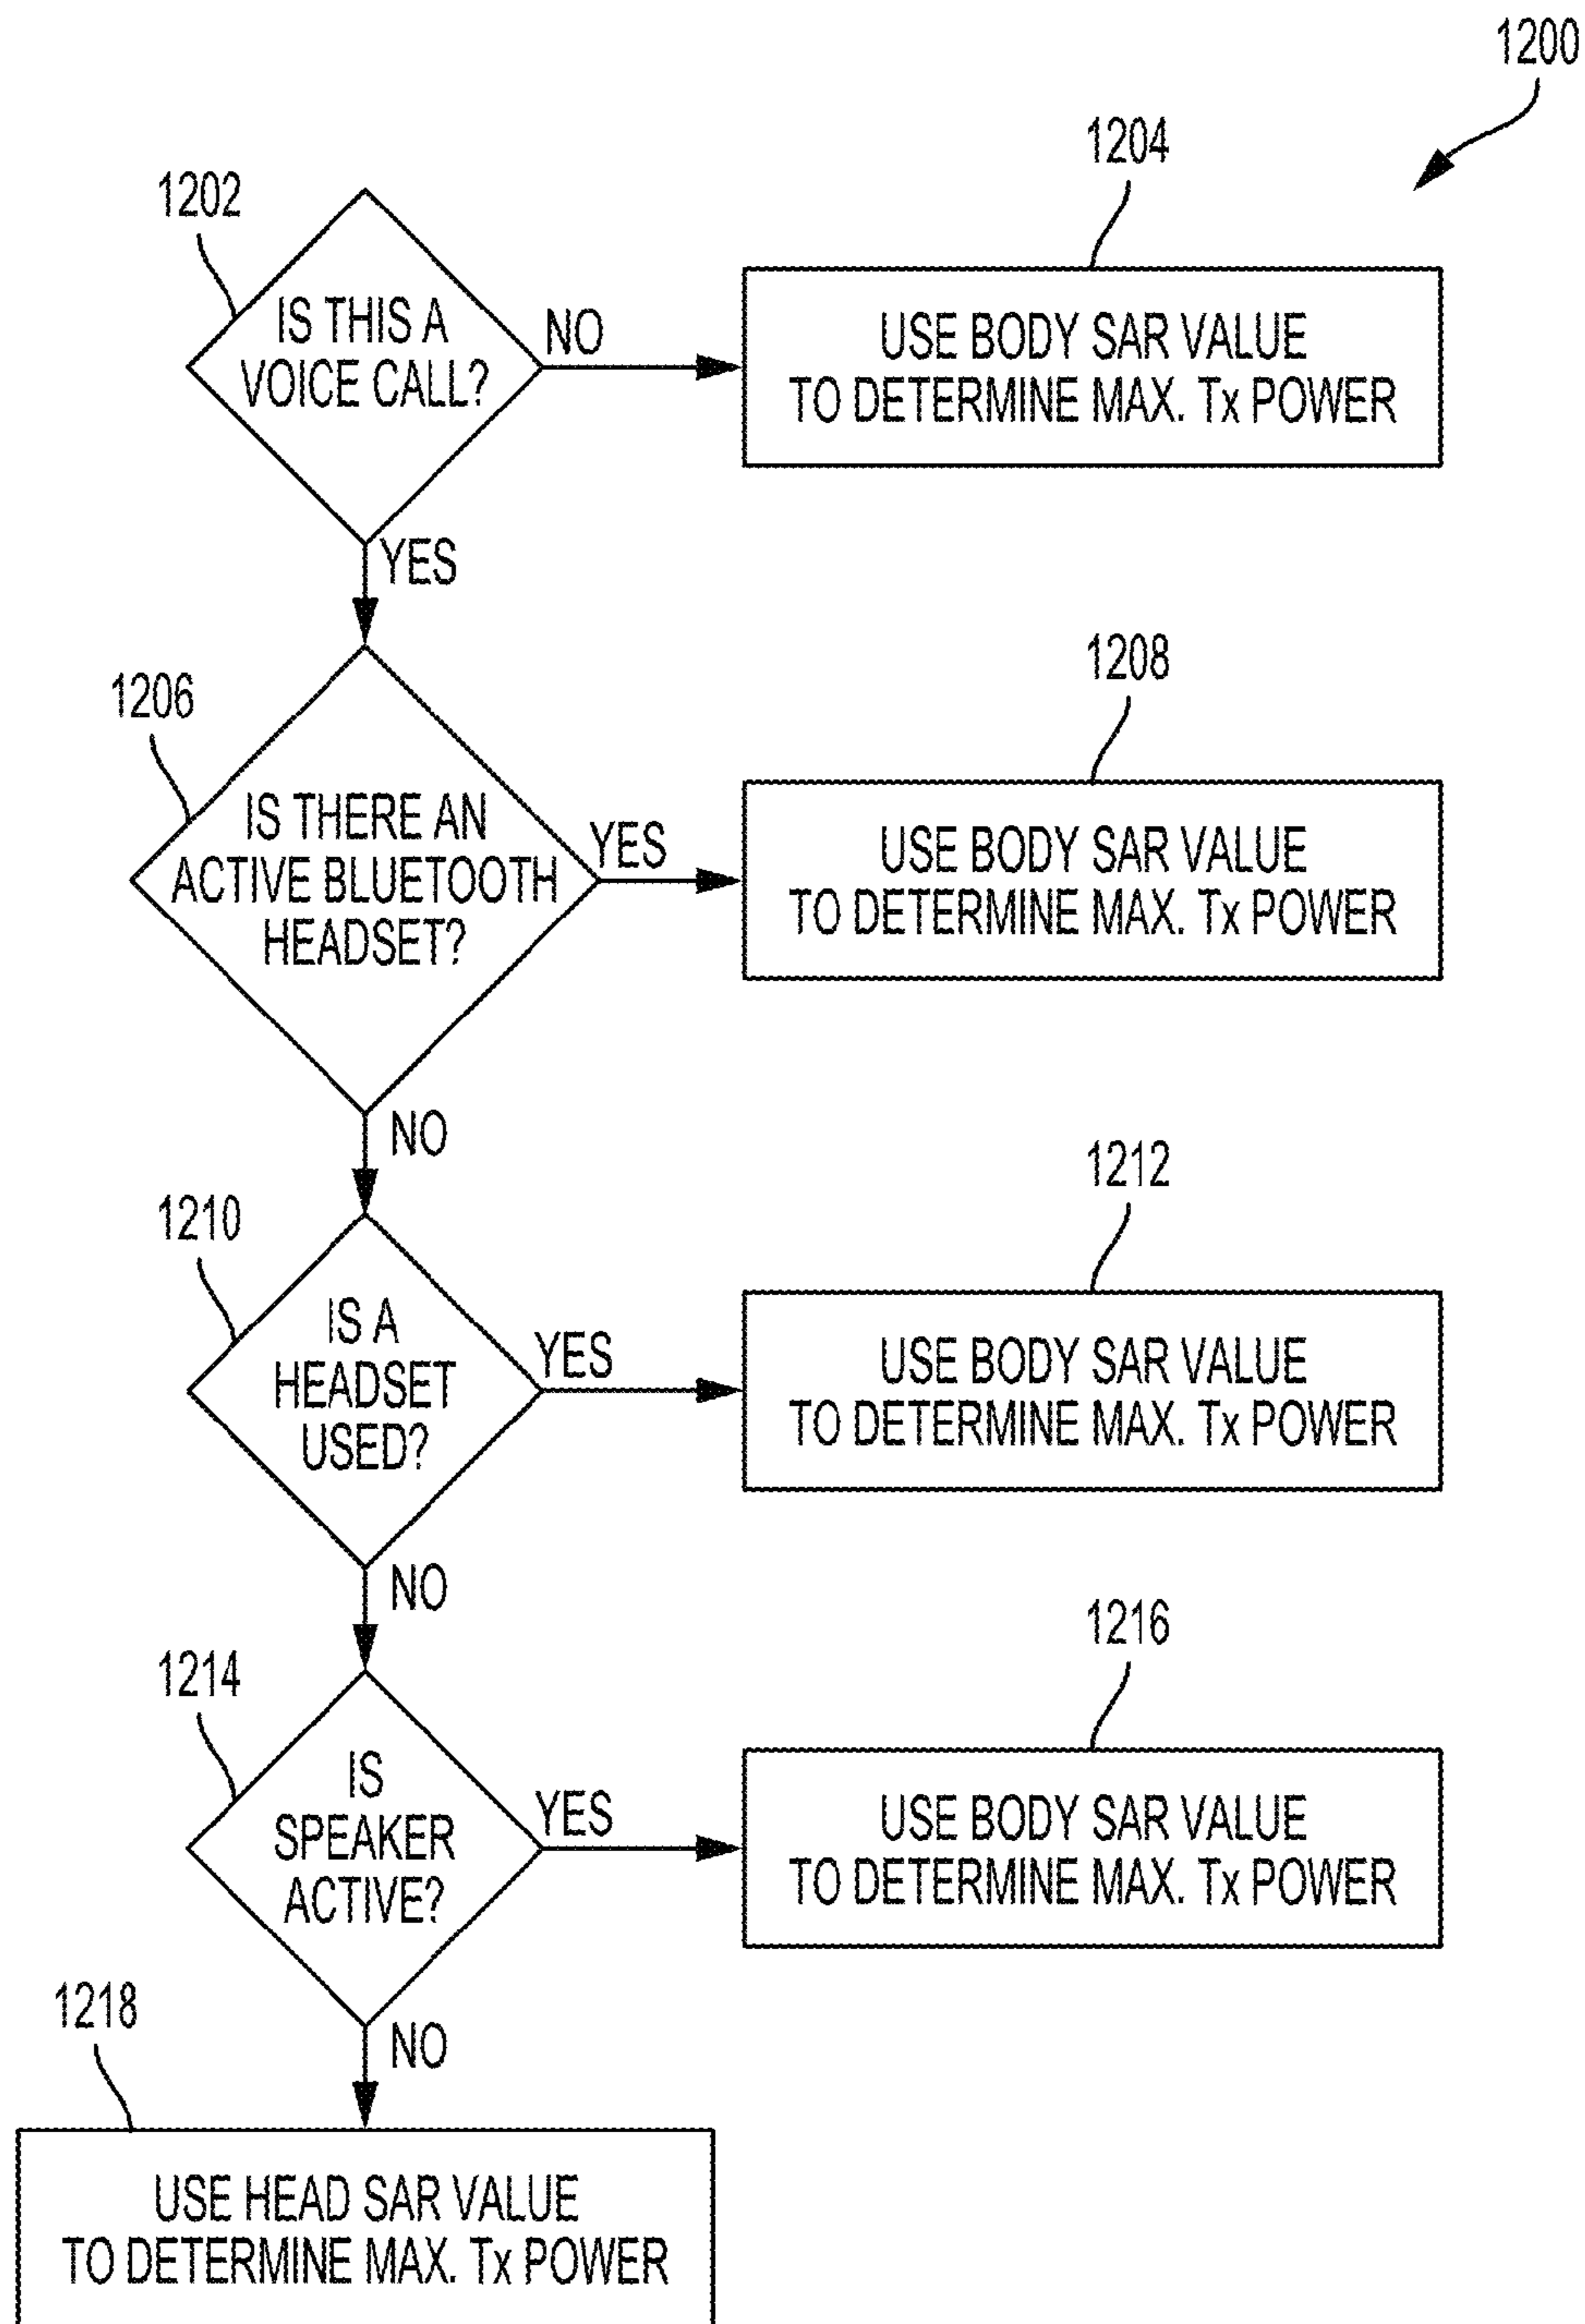 1200
1204
1202
IS THIS A
VOICE CALL?
NO
USE BODY SAR VALUE
TO DETERMINE MAX. Tx POWER
YES
1208
1206
IS THERE AN
ACTIVE BLUETOOTH
HEADSET?
YES
USE BODY SAR VALUE
TO DETERMINE MAX. Tx POWER
NO
1212
1210
IS A
HEADSET
USED?
YES
USE BODY SAR VALUE
TO DETERMINE MAX. Tx POWER
NO
1216
1214
IS
SPEAKER
ACTIVE?
YES
USE BODY SAR VALUE
TO DETERMINE MAX. Tx POWER
NO
1218
USE HEAD SAR VALUE
TO DETERMINE MAX. Tx POWER